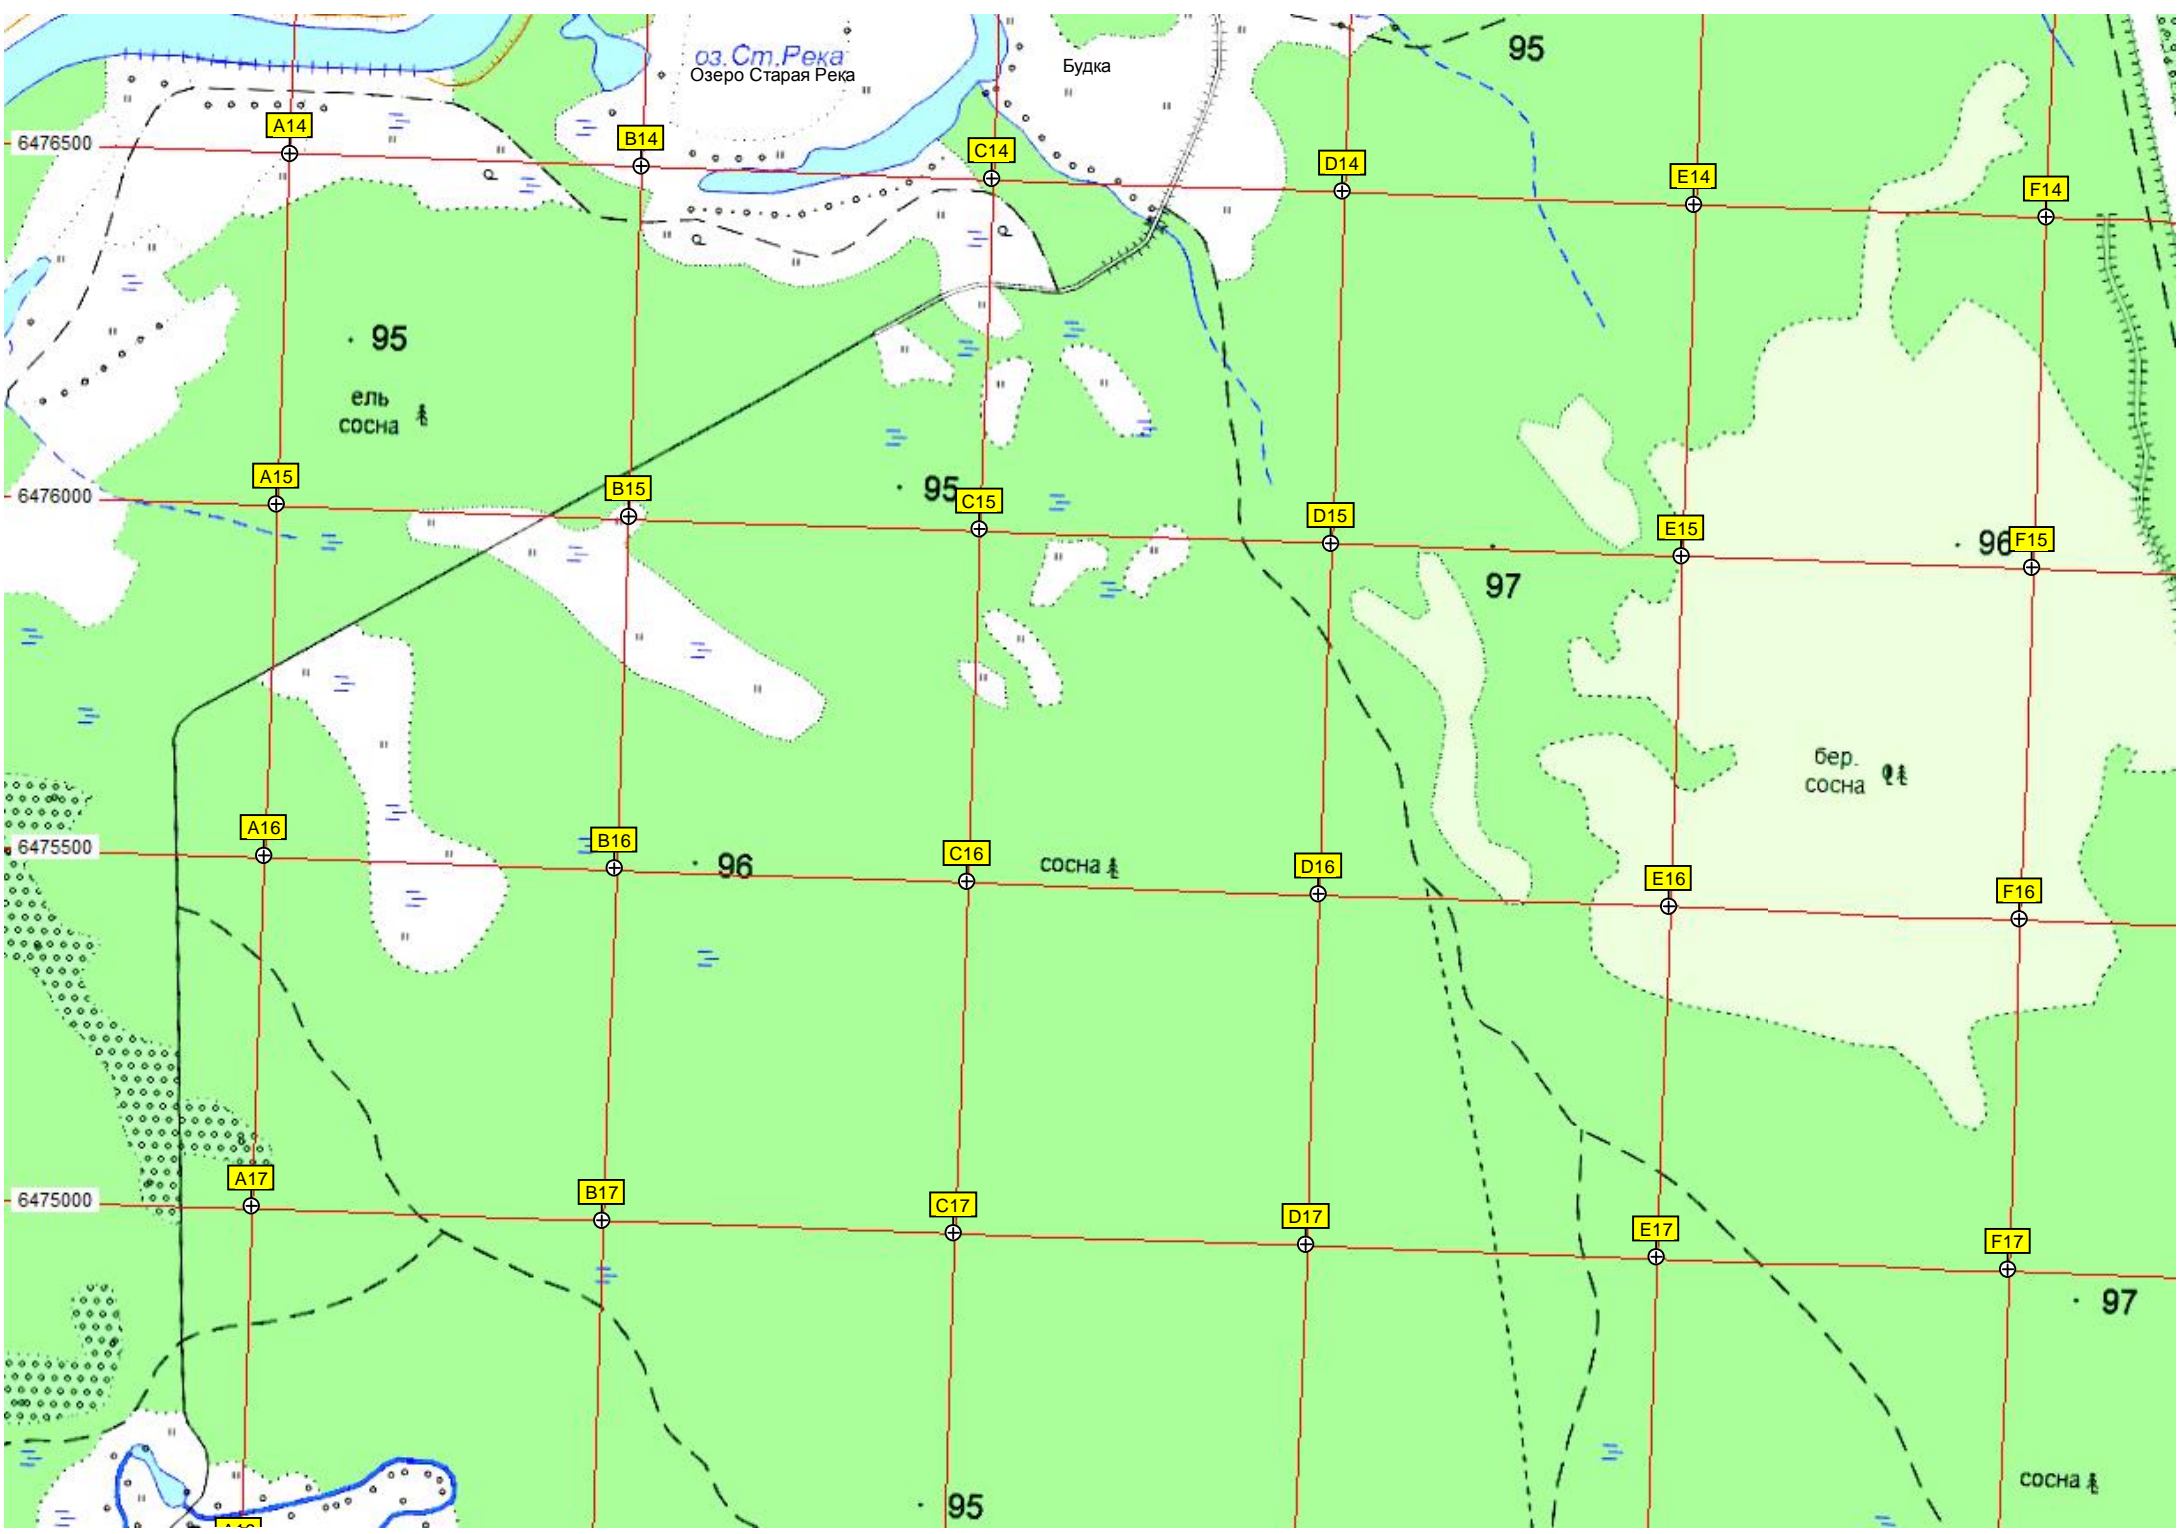 оз.Ст.Река
Озеро Старая Река
Будка
95
6476500
A14
B14
C14
D14
E14
F14
95
ель
сосна
6476000
A15
B15
95
C15
D15
E15
96
F15
97
бер.
сосна
6475500
A16
B16
96
C16
сосна
D16
E16
F16
6475000
A17
B17
C17
D17
E17
F17
97
95
сосна